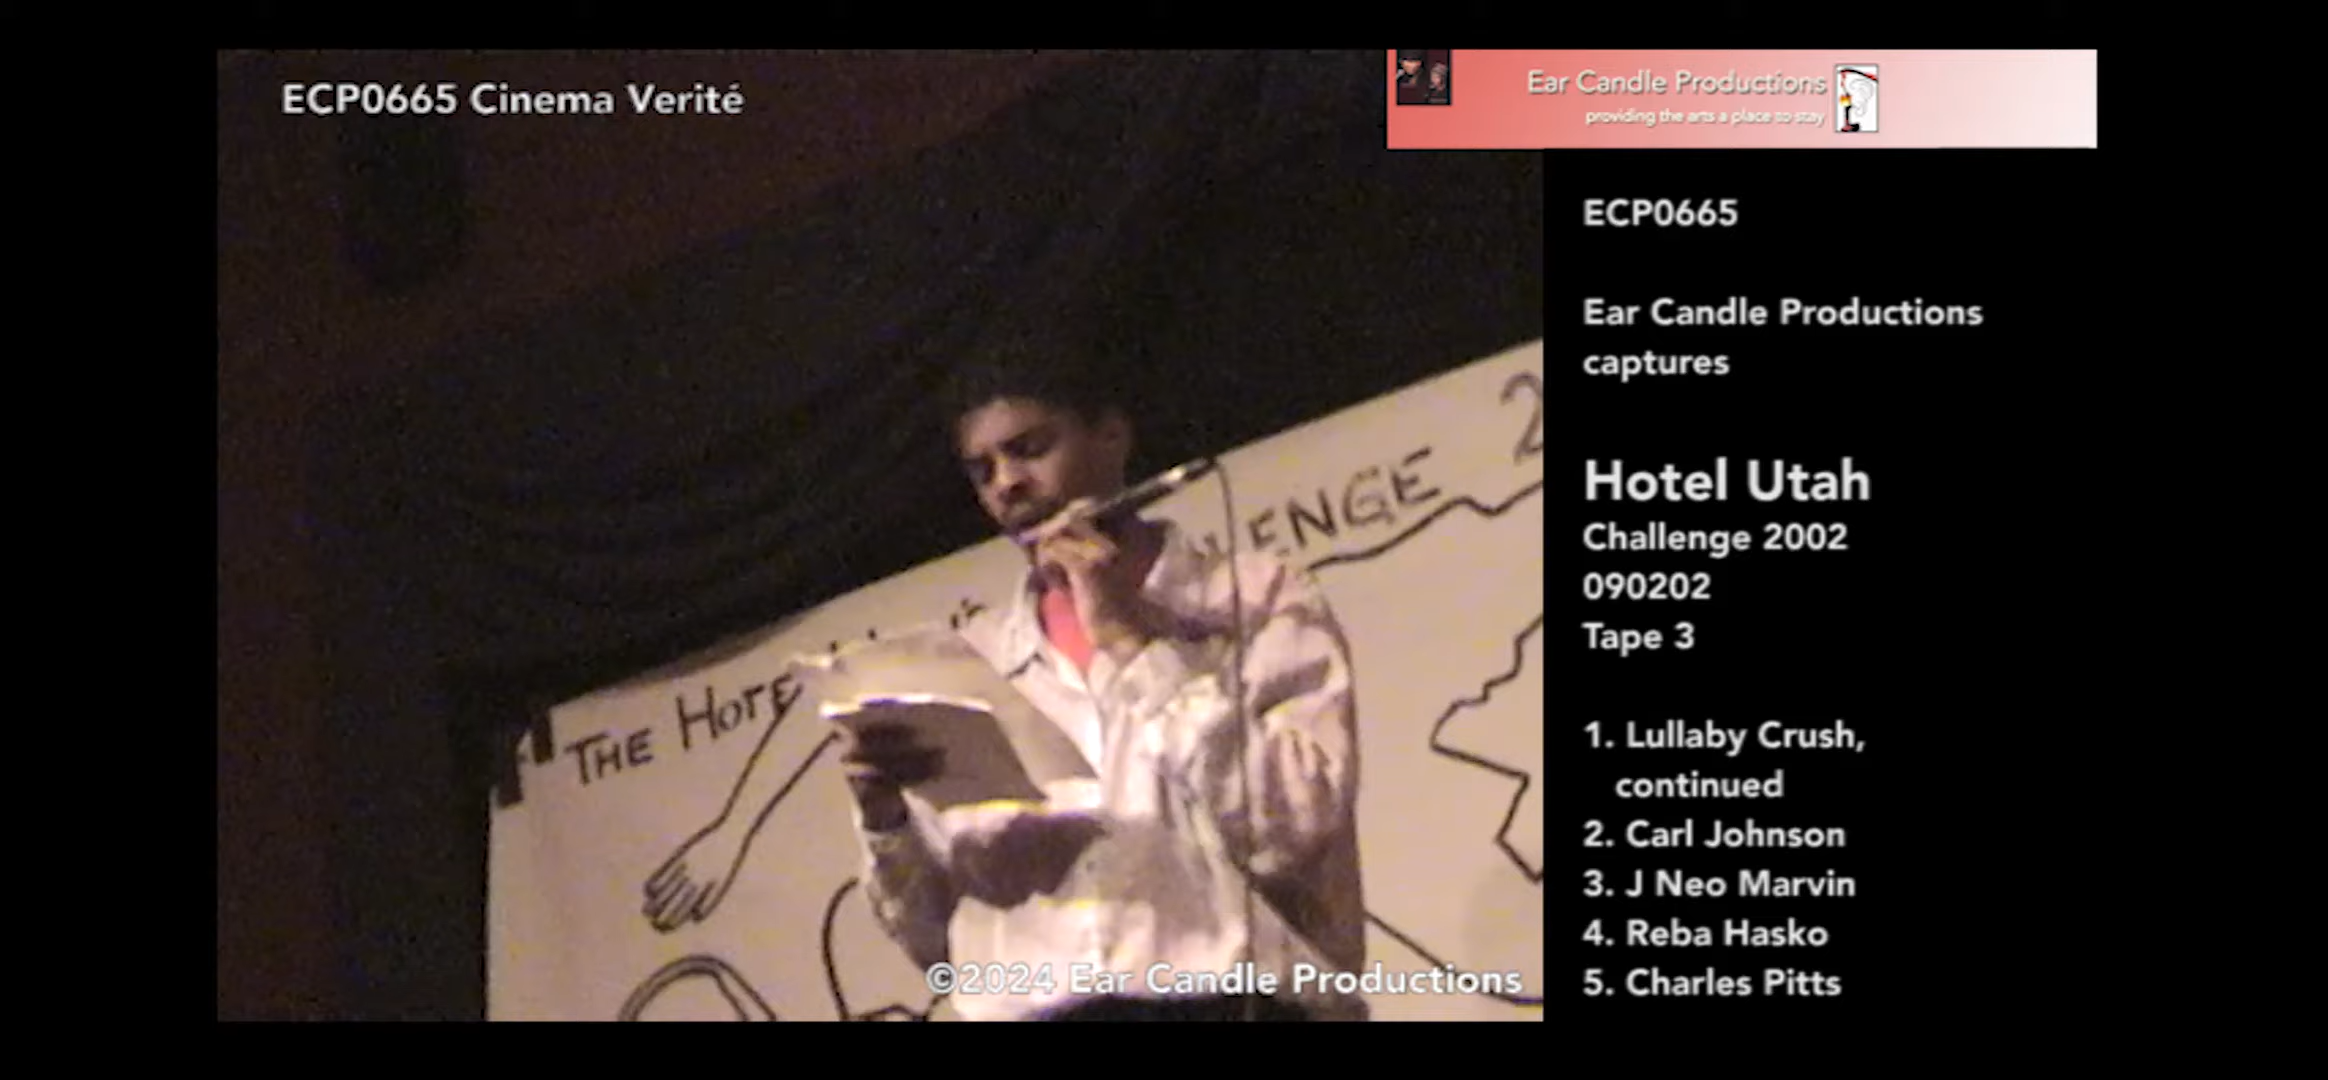 ECP0665 Cinema Verité
Ear Candle Productions
providing the arts a place to stay
ECP0665
Ear Candle Productions
captures
Hotel Utah
Challenge 2002
090202
Tape 3
1. Lullaby Crush,
continued
2. Carl Johnson
3. J Neo Marvin
4. Reba Hasko
5. Charles Pitts
THE HOTE
ENGE 2
©2024 Ear Candle Productions